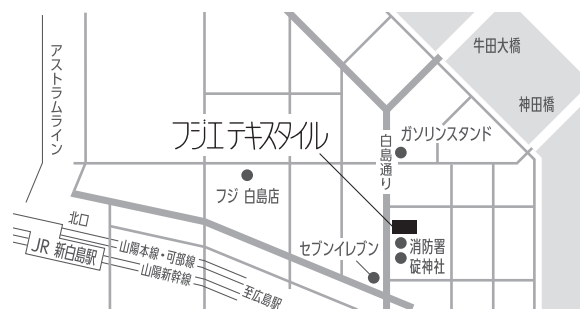 牛田大橋
アストラムライン
神田橋
フジエ テキスタイル
ガソリンスタンド
白島通り
フジ 白島店
北口
消防署
セブンイレブン
山陽本線・可部線
JR 新白島駅
碇神社
山陽新幹線
至広島駅